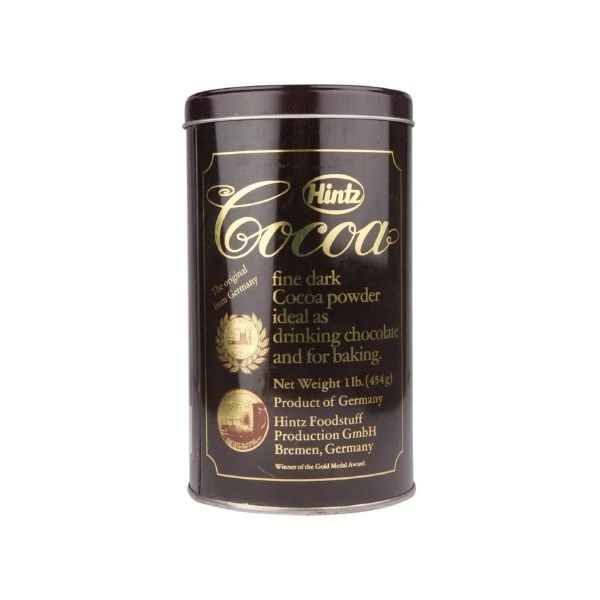 Hintz
Cocoa
The original
from Germany
fine dark
Cocoa powder
ideal as
drinking chocolate
and for baking.
Net Weight 1lb. (454g)
Product of Germany
Hintz Foodstuff
Production GmbH
Bremen, Germany
Winner of the Gold Medal Award.